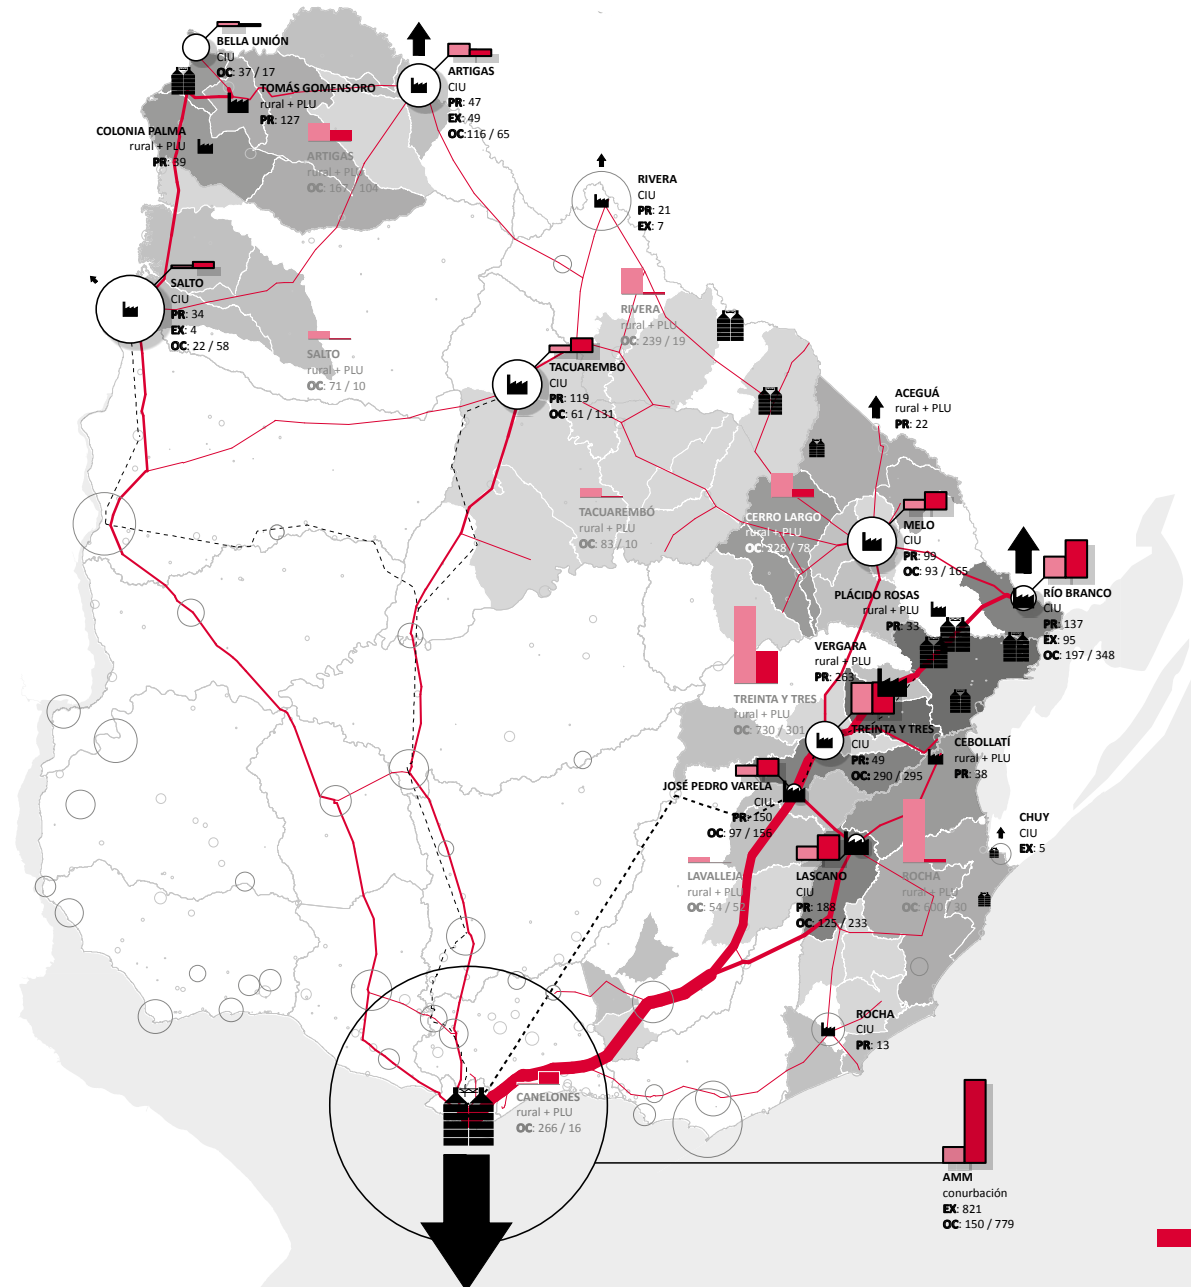 BELLA UNIÓN
CIU
OC: 37 / 17
ARTIGAS
CIU
PR: 47
EX: 49
OC:116 / 65
TOMÁS GOMENSORO
rural + PLU
PR: 127
COLONIA PALMA
rural + PLU
PR: 39
ARTIGAS
rural + PLU
OC: 167 / 104
RIVERA
CIU
PR: 21
EX: 7
SALTO
CIU
PR: 34
EX: 4
OC: 22 / 58
RIVERA
rural + PLU
OC: 239 / 19
SALTO
rural + PLU
OC: 71 / 10
TACUAREMBÓ
CIU
PR: 119
OC: 61 / 131
ACEGUÁ
rural + PLU
PR: 22
TACUAREMBÓ
rural + PLU
OC: 83 / 10
CERRO LARGO
rural + PLU
OC: 228 / 78
MELO
CIU
PR: 99
OC: 93 / 165
PLÁCIDO ROSAS
rural + PLU
PR: 33
RÍO BRANCO
CIU
PR: 137
EX: 95
OC: 197 / 348
VERGARA
rural + PLU
PR: 263
TREINTA Y TRES
rural + PLU
OC: 730 / 301
TREINTA Y TRES
CIU
PR: 49
OC: 290 / 295
CEBOLLATÍ
rural + PLU
PR: 38
JOSÉ PEDRO VARELA
CIU
PR: 150
OC: 97 / 156
CHUY
CIU
EX: 5
LAVALLEJA
rural + PLU
OC: 54 / 52
LASCANO
CIU
PR: 188
OC: 125 / 233
ROCHA
rural + PLU
OC: 600 / 30
ROCHA
CIU
PR: 13
CANELONES
rural + PLU
OC: 266 / 16
AMM
conurbación
EX: 821
OC: 150 / 779